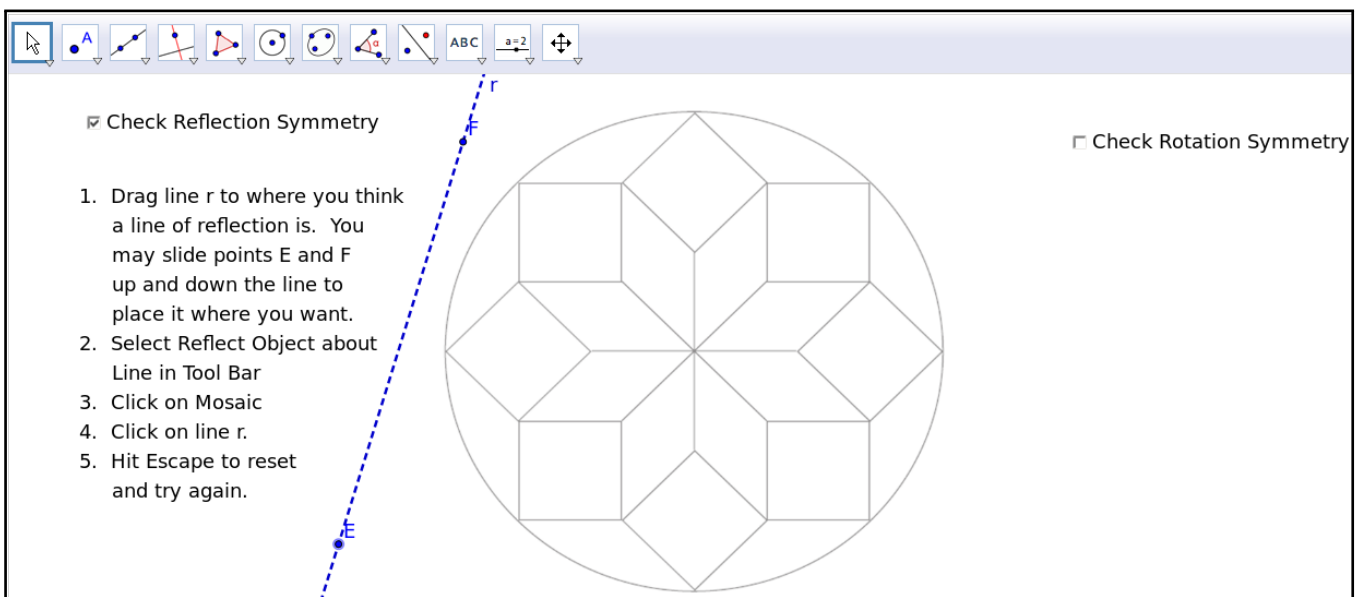 A
α
ABC
a=2
r
Check Reflection Symmetry
F
Check Rotation Symmetry
1. Drag line r to where you think
a line of reflection is. You
may slide points E and F
up and down the line to
place it where you want.
2. Select Reflect Object about
Line in Tool Bar
3. Click on Mosaic
4. Click on line r.
5. Hit Escape to reset
and try again.
E